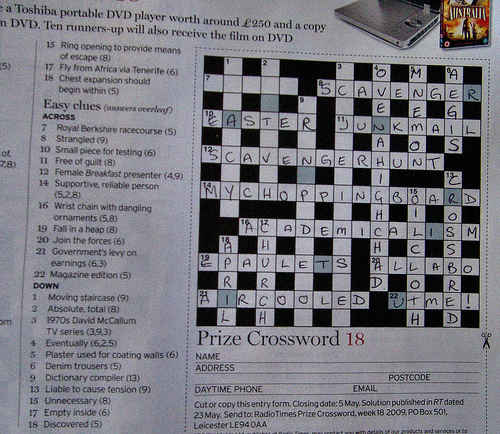 e a Toshiba portable DVD player worth around £250 and a copy
n DVD. Ten runners-up will also receive the film on DVD
AUSTRALIA
15 Ring opening to provide means
of escape (8)
17 Fly from Africa via Tenerife (6)
18 Chest expansion should
begin within (5)
Easy clues (answers overleaf)
ACROSS
7 Royal Berkshire racecourse (5)
8 Strangled (9)
10 Small piece for testing (6)
11 Free of guilt (8)
12 Female Breakfast presenter (4,9)
14 Supportive, reliable person
(5,2,8)
16 Wrist chain with dangling
ornaments (5,8)
19 Fall in a heap (8)
20 Join the forces (6)
21 Government's levy on
earnings (6,3)
22 Magazine edition (5)
DOWN
1 Moving staircase (9)
2 Absolute, total (8)
3 1970s David McCallum
TV series (3,9,3)
4 Eventually (6,2,5)
5 Plaster used for coating walls (6)
6 Denim trousers (5)
9 Dictionary compiler (13)
13 Liable to cause tension (9)
15 Unnecessary (8)
17 Empty inside (6)
18 Discovered (5)
(5)
of,
7,8)
om
SCAVENGER
EASTER JUNKMAIL
SCAVENGERHUNT
MYCHOPPINGBOARD
ACADEMICALISM
EPAULETS ALLABO
AIRCOOLED UTME!
Prize Crossword 18
NAME
ADDRESS
POSTCODE
DAYTIME PHONE EMAIL
Cut or copy this entry form. Closing date: 5 May. Solution published in RT dated
23 May. Send to: RadioTimes Prize Crossword, week 18 2009, PO Box 501,
Leicester LE94 0AA